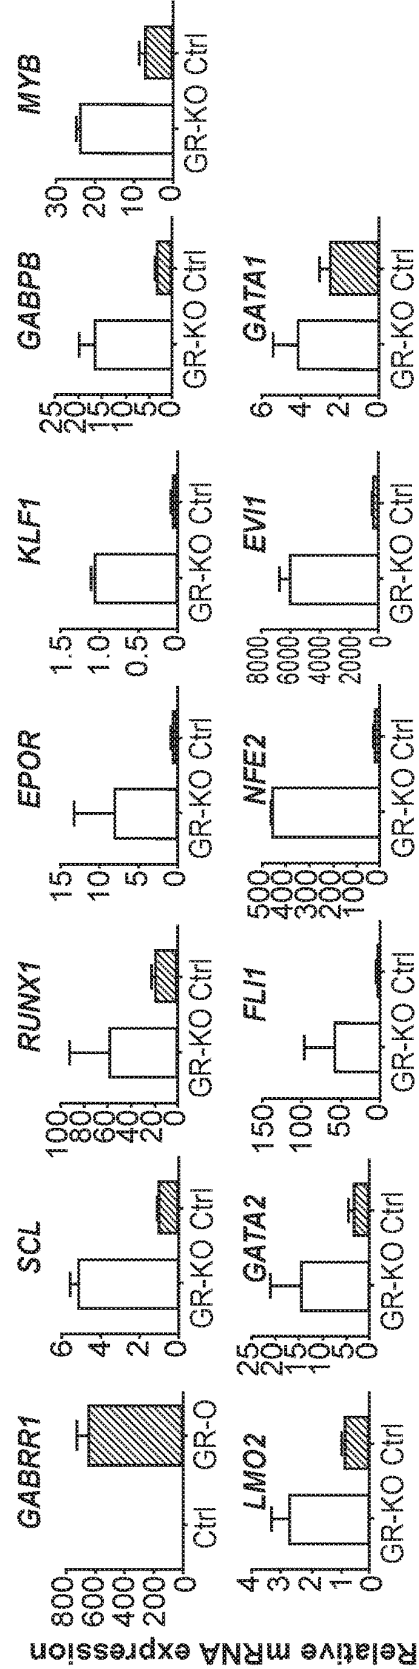 Relative mRNA expression
GABRR1
800
600
400
200
0
Ctrl GR-O
SCL
6
4
2
0
GR-KO Ctrl
RUNX1
100
80
60
40
20
0
GR-KO Ctrl
EPOR
15
10
5
0
GR-KO Ctrl
KLF1
1.5
1.0
0.5
0
GR-KO Ctrl
GABPB
25
20
15
10
5
0
GR-KO Ctrl
MYB
30
20
10
0
GR-KO Ctrl
LMO2
4
3
2
1
0
GR-KO Ctrl
GATA2
25
20
15
10
5
0
GR-KO Ctrl
FLI1
150
100
50
0
GR-KO Ctrl
NFE2
500
400
300
200
100
0
GR-KO Ctrl
EVI1
8000
6000
4000
2000
0
GR-KO Ctrl
GATA1
6
4
2
0
GR-KO Ctrl